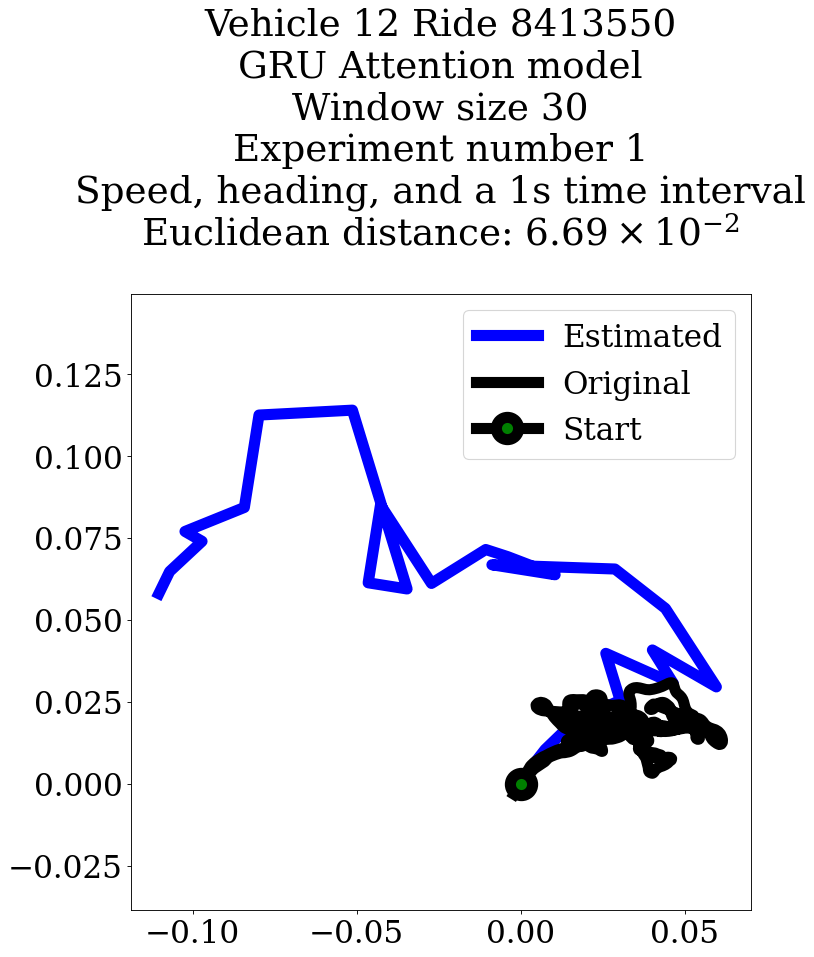 Vehicle 12 Ride 8413550
GRU Attention model
Window size 30
Experiment number 1
Speed, heading, and a 1s time interval
Euclidean distance: 6.69 × 10⁻²
Estimated
Original
Start
0.125
0.100
0.075
0.050
0.025
0.000
−0.025
−0.10 −0.05 0.00 0.05